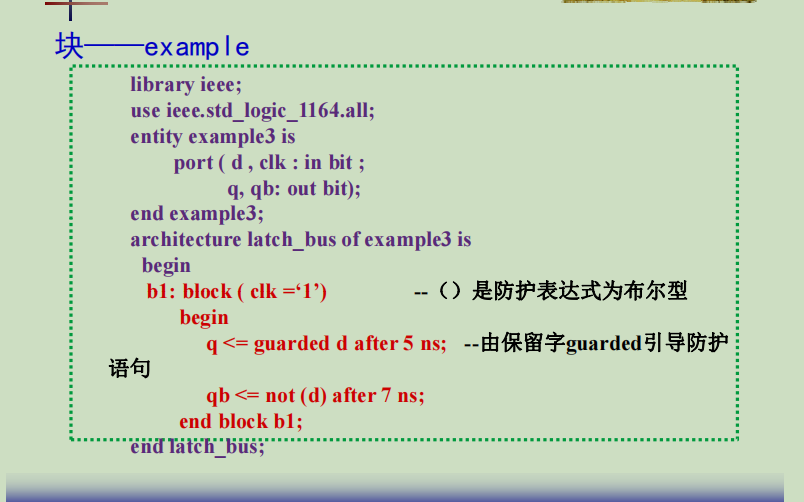 块——example
library ieee;
use ieee.std_logic_1164.all;
entity example3 is
port ( d , clk : in bit ;
q, qb: out bit);
end example3;
architecture latch_bus of example3 is
begin
b1: block ( clk =‘1’) --（）是防护表达式为布尔型
begin
q <= guarded d after 5 ns; --由保留字guarded引导防护
语句
qb <= not (d) after 7 ns;
end block b1;
end latch_bus;